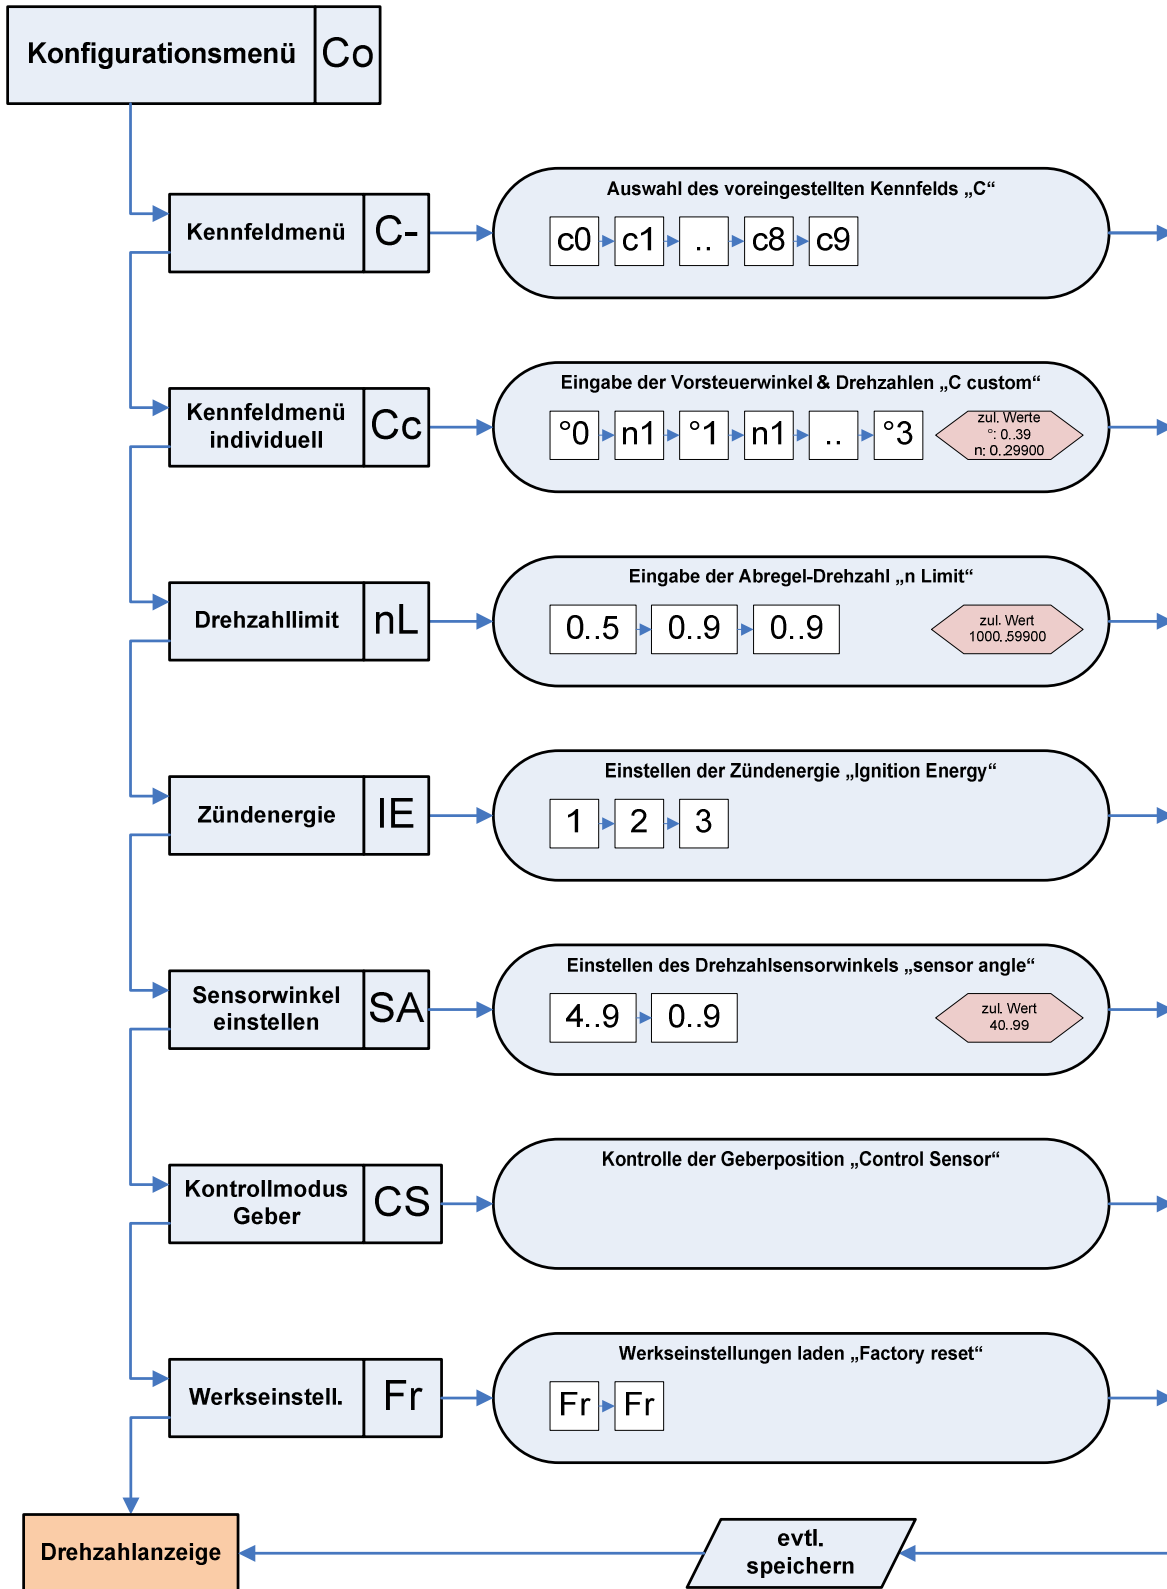 Konfigurationsmenü Co
Kennfeldmenü C-
Auswahl des voreingestellten Kennfelds „C“
c0 c1 .. c8 c9
Kennfeldmenü
individuell
Cc
Eingabe der Vorsteuerwinkel & Drehzahlen „C custom“
°0 n1 °1 n1 .. °3
zul. Werte
°: 0..39
n: 0..29900
Drehzahllimit nL
Eingabe der Abregel-Drehzahl „n Limit“
0..5 0..9 0..9
zul. Wert
1000..59900
Zündenergie IE
Einstellen der Zündenergie „Ignition Energy“
1 2 3
Sensorwinkel
einstellen
SA
Einstellen des Drehzahlsensorwinkels „sensor angle“
4..9 0..9
zul. Wert
40..99
Kontrollmodus
Geber
CS
Kontrolle der Geberposition „Control Sensor“
Werkseinstell. Fr
Werkseinstellungen laden „Factory reset“
Fr Fr
Drehzahlanzeige
evtl.
speichern